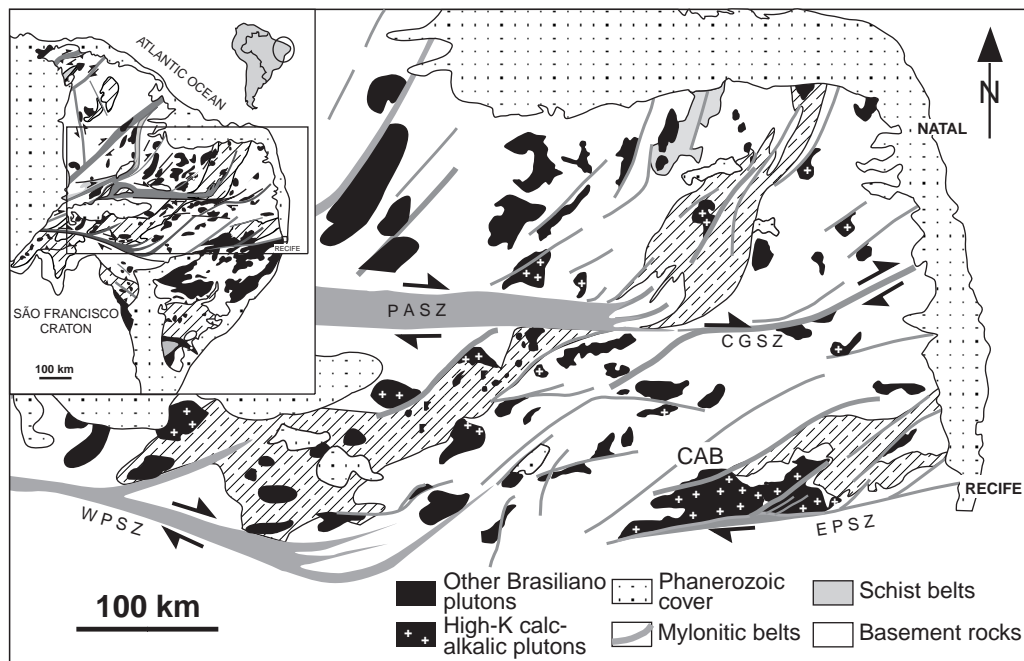 ATLANTIC OCEAN
RECIFE
SÃO FRANCISCO
CRATON
100 km
N
NATAL
PASZ
CGSZ
CAB
RECIFE
WPSZ
EPSZ
100 km
Other Brasiliano
plutons
High-K calc-
alkalic plutons
Phanerozoic
cover
Mylonitic belts
Schist belts
Basement rocks